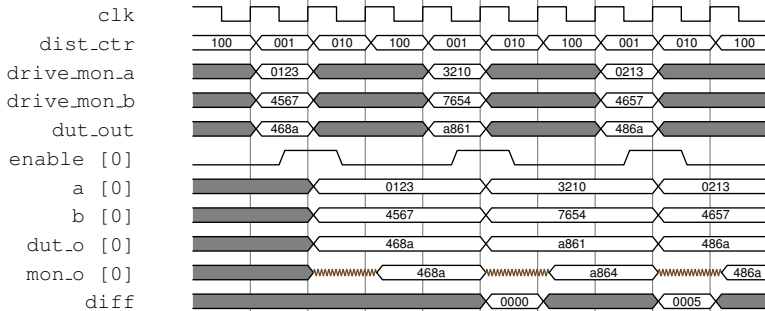 clk
dist_ctr 100 001 010 100 001 010 100 001 010 100
drive_mon_a 0123 3210 0213
drive_mon_b 4567 7654 4657
dut_out 468a a861 486a
enable [0]
a [0] 0123 3210 0213
b [0] 4567 7654 4657
dut_o [0] 468a a861 486a
mon_o [0] 468a a864 486a
diff 0000 0005